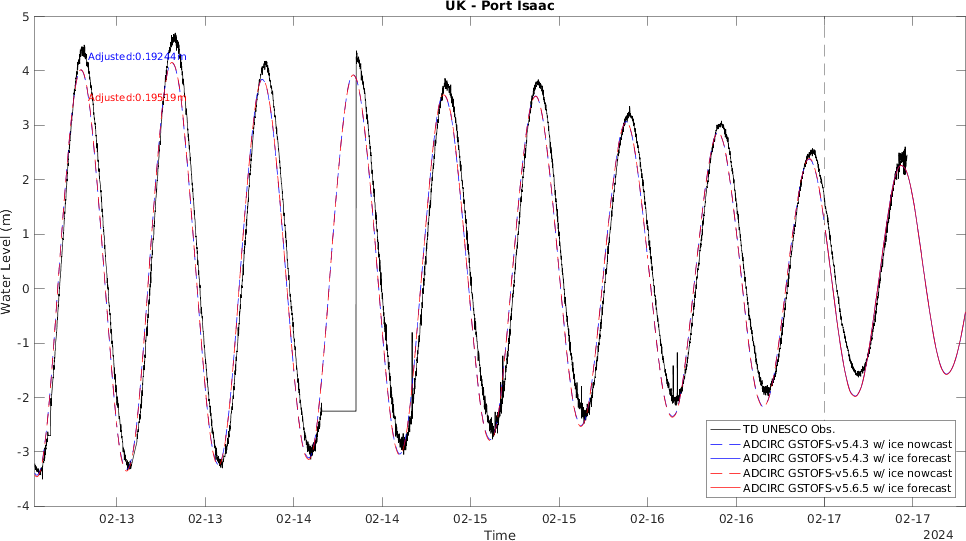 UK - Port Isaac
5
4
3
2
1
0
-1
-2
-3
-4
Water Level (m)
Adjusted:0.19244m
Adjusted:0.19519m
TD UNESCO Obs.
ADCIRC GSTOFS-v5.4.3 w/ ice nowcast
ADCIRC GSTOFS-v5.4.3 w/ ice forecast
ADCIRC GSTOFS-v5.6.5 w/ ice nowcast
ADCIRC GSTOFS-v5.6.5 w/ ice forecast
02-13 02-13 02-14 02-14 02-15 02-15 02-16 02-16 02-17 02-17
Time
2024